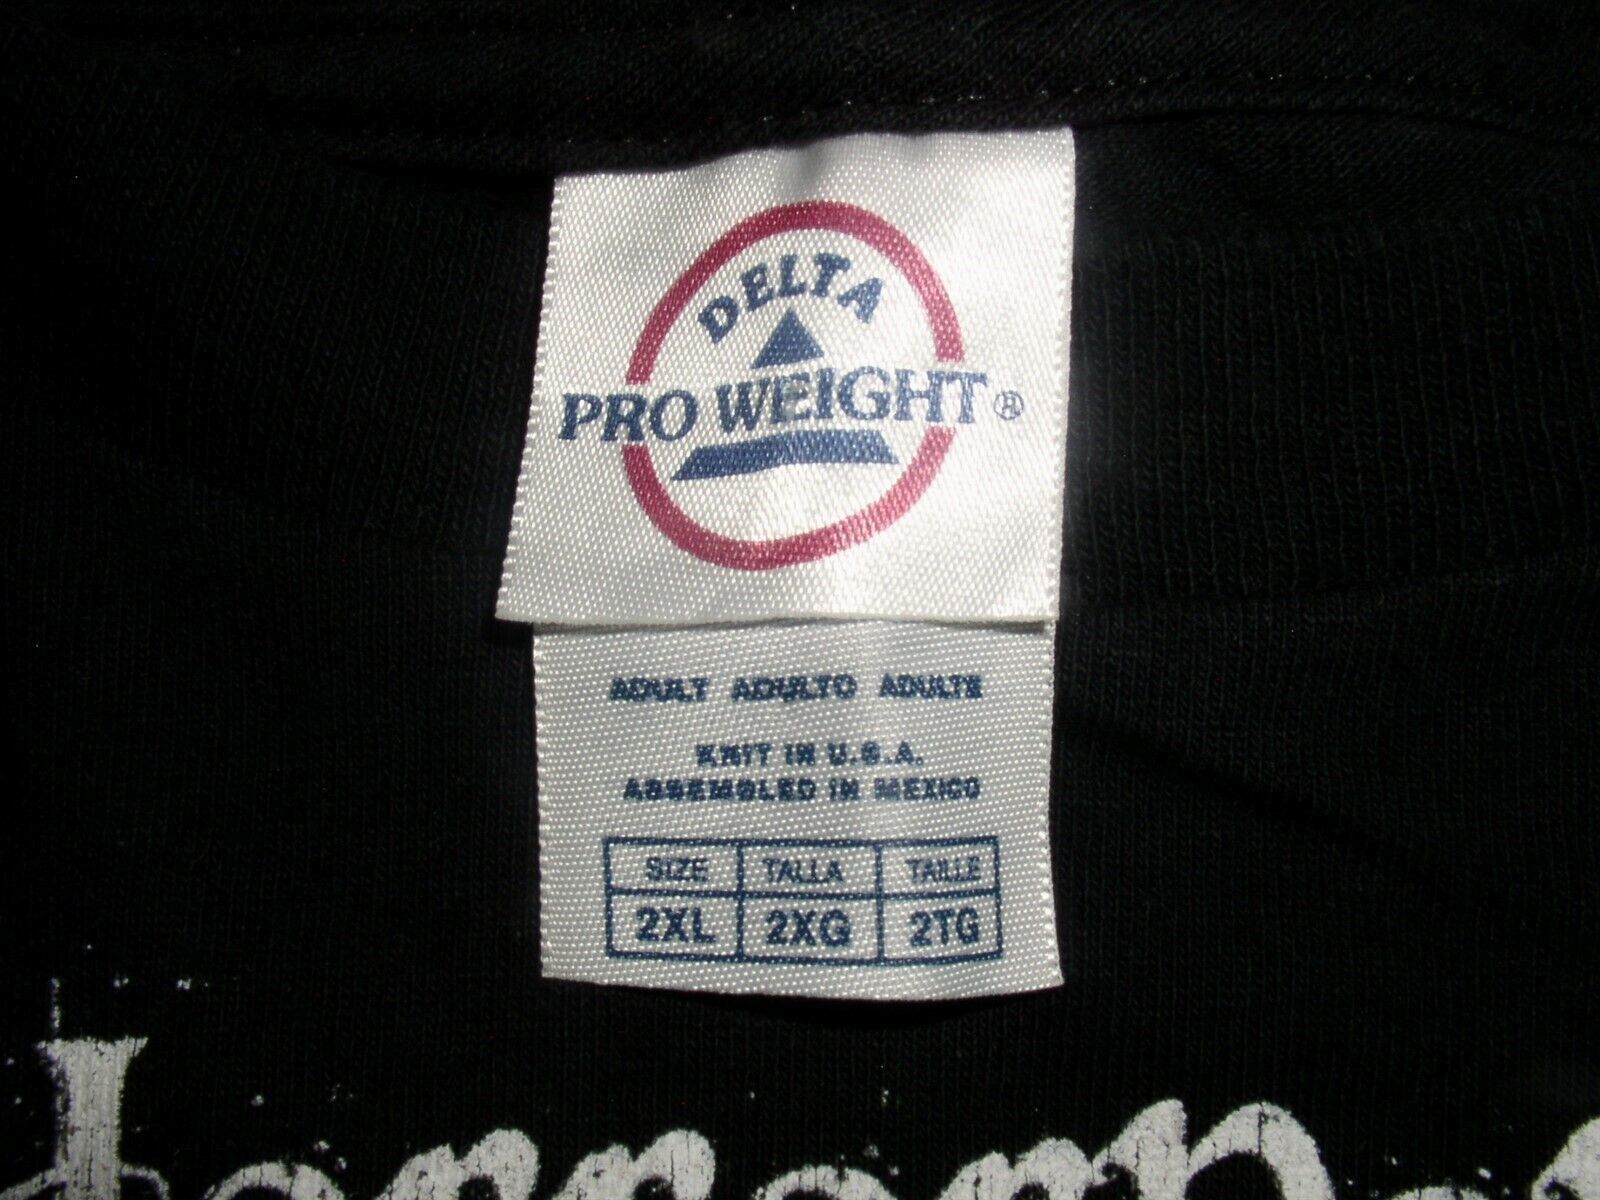 DELTA
PRO WEIGHT®
ADULT ADULTO ADULTE
KNIT IN U.S.A.
ASSEMBLED IN MEXICO
SIZE TALLA TAILLE
2XL 2XG 2TG